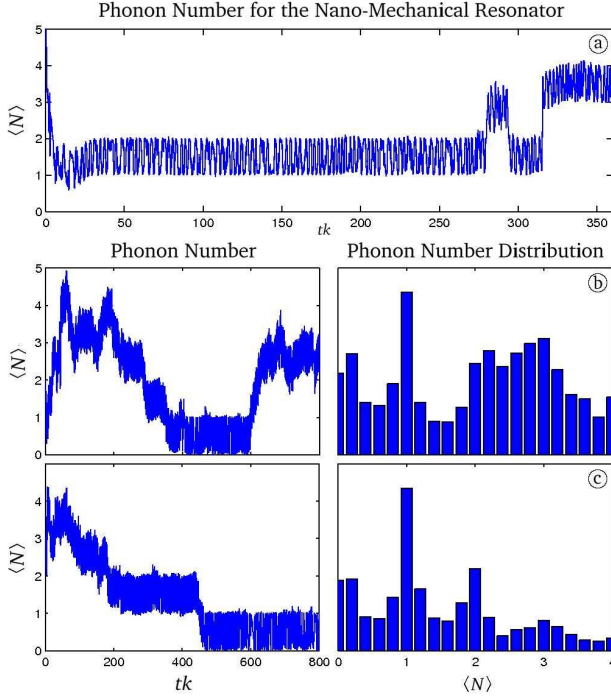 Phonon Number for the Nano-Mechanical Resonator
a
5
4
3
2
1
0
⟨N⟩
0 50 100 150 200 250 300 350
tk
Phonon Number
Phonon Number Distribution
b
5
4
3
2
1
0
⟨N⟩
c
4
3
2
1
0
⟨N⟩
0 200 400 600 800
tk
0 1 2 3 4
⟨N⟩